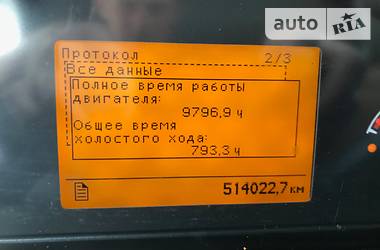 auto RIA
Протокол 2/3
Все данные
Полное время работы
двигателя:
9796,9 ч
Общее время
холостого хода:
793,3 ч
514022,7 км